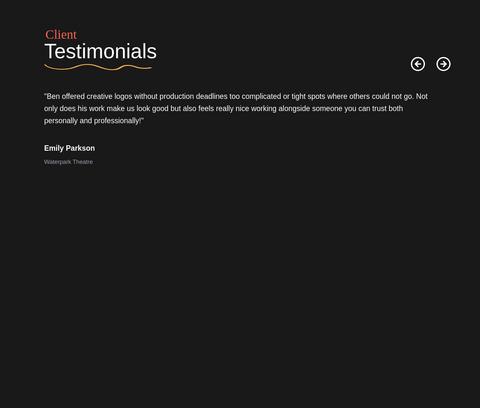 Client
Testimonials
"Ben offered creative logos without production deadlines too complicated or tight spots where others could not go. Not
only does his work make us look good but also feels really nice working alongside someone you can trust both
personally and professionally!"
Emily Parkson
Waterpark Theatre